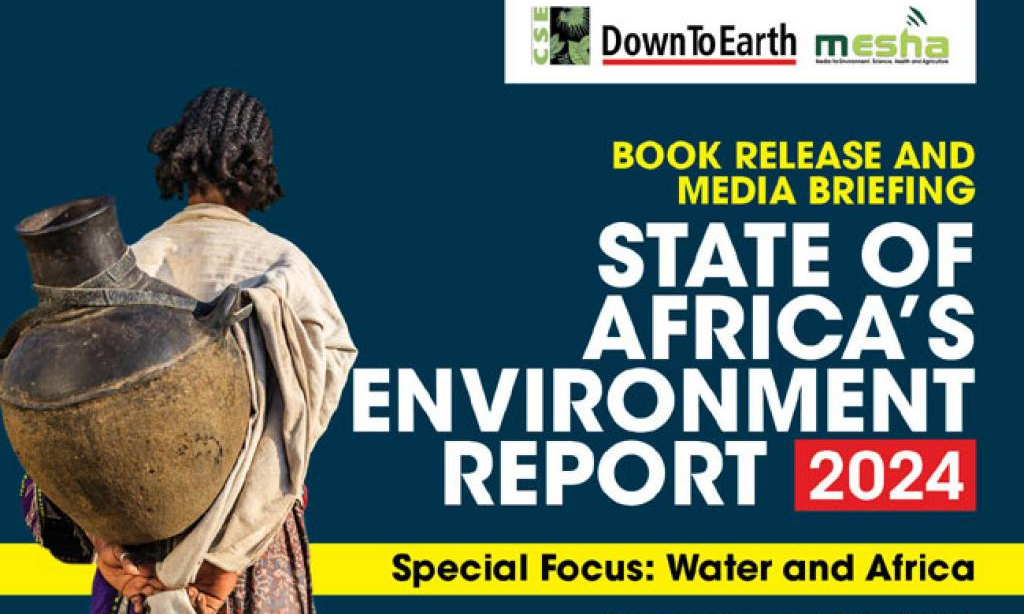 CSE
DownToEarth
mesha
Media for Environment, Science, Health and Agriculture
BOOK RELEASE AND
MEDIA BRIEFING
STATE OF
AFRICA'S
ENVIRONMENT
REPORT 2024
Special Focus: Water and Africa